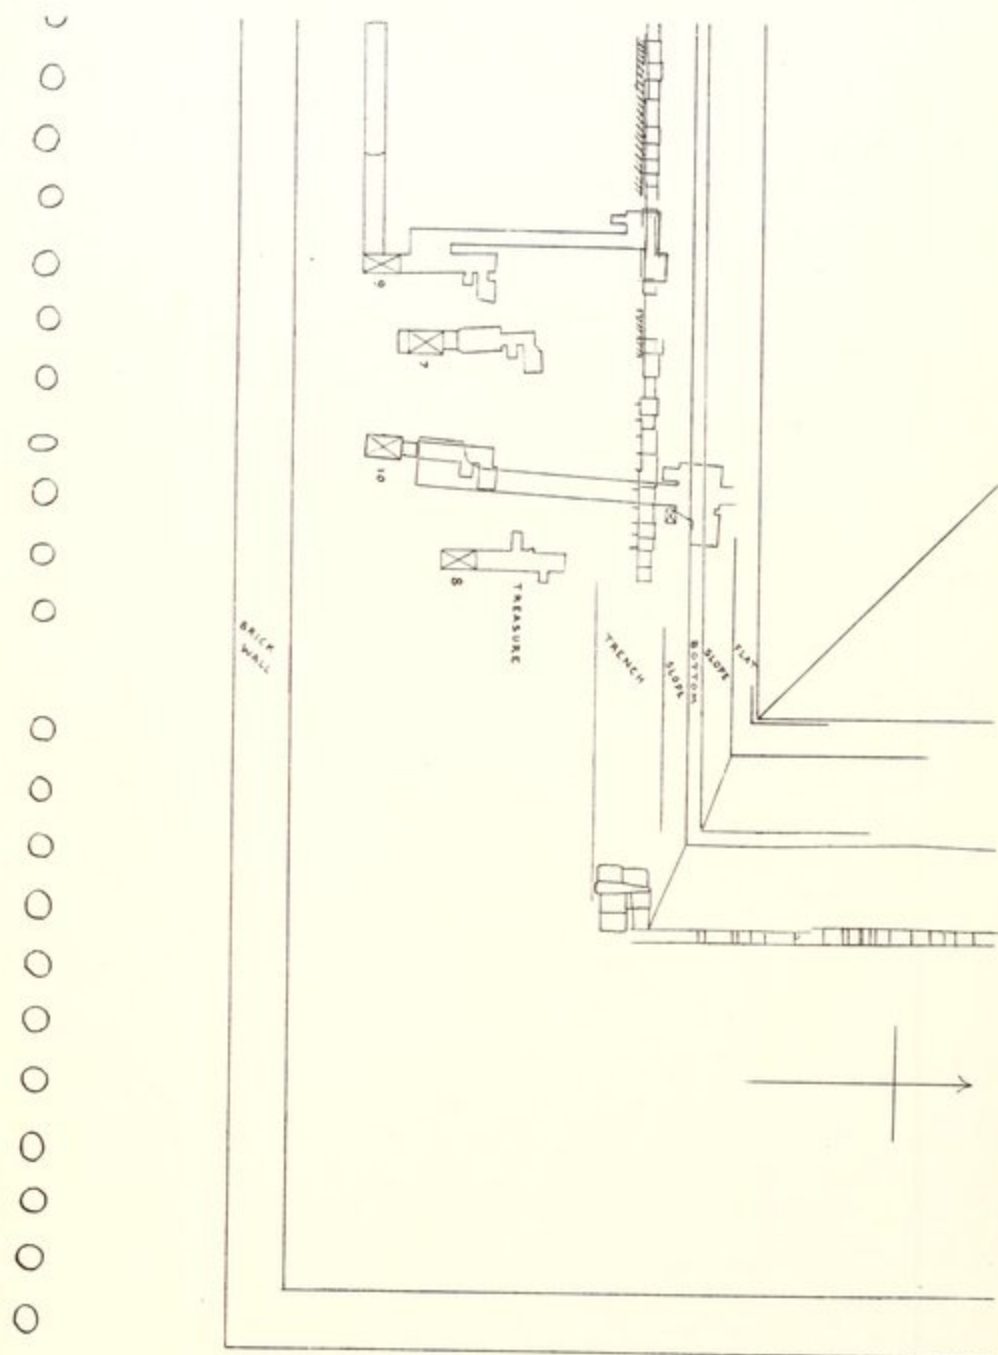 9
7
10
8
TREASURE
BRICK
WALL
TRENCH
SLOPE
BOTTOM
SLOPE
FLAT